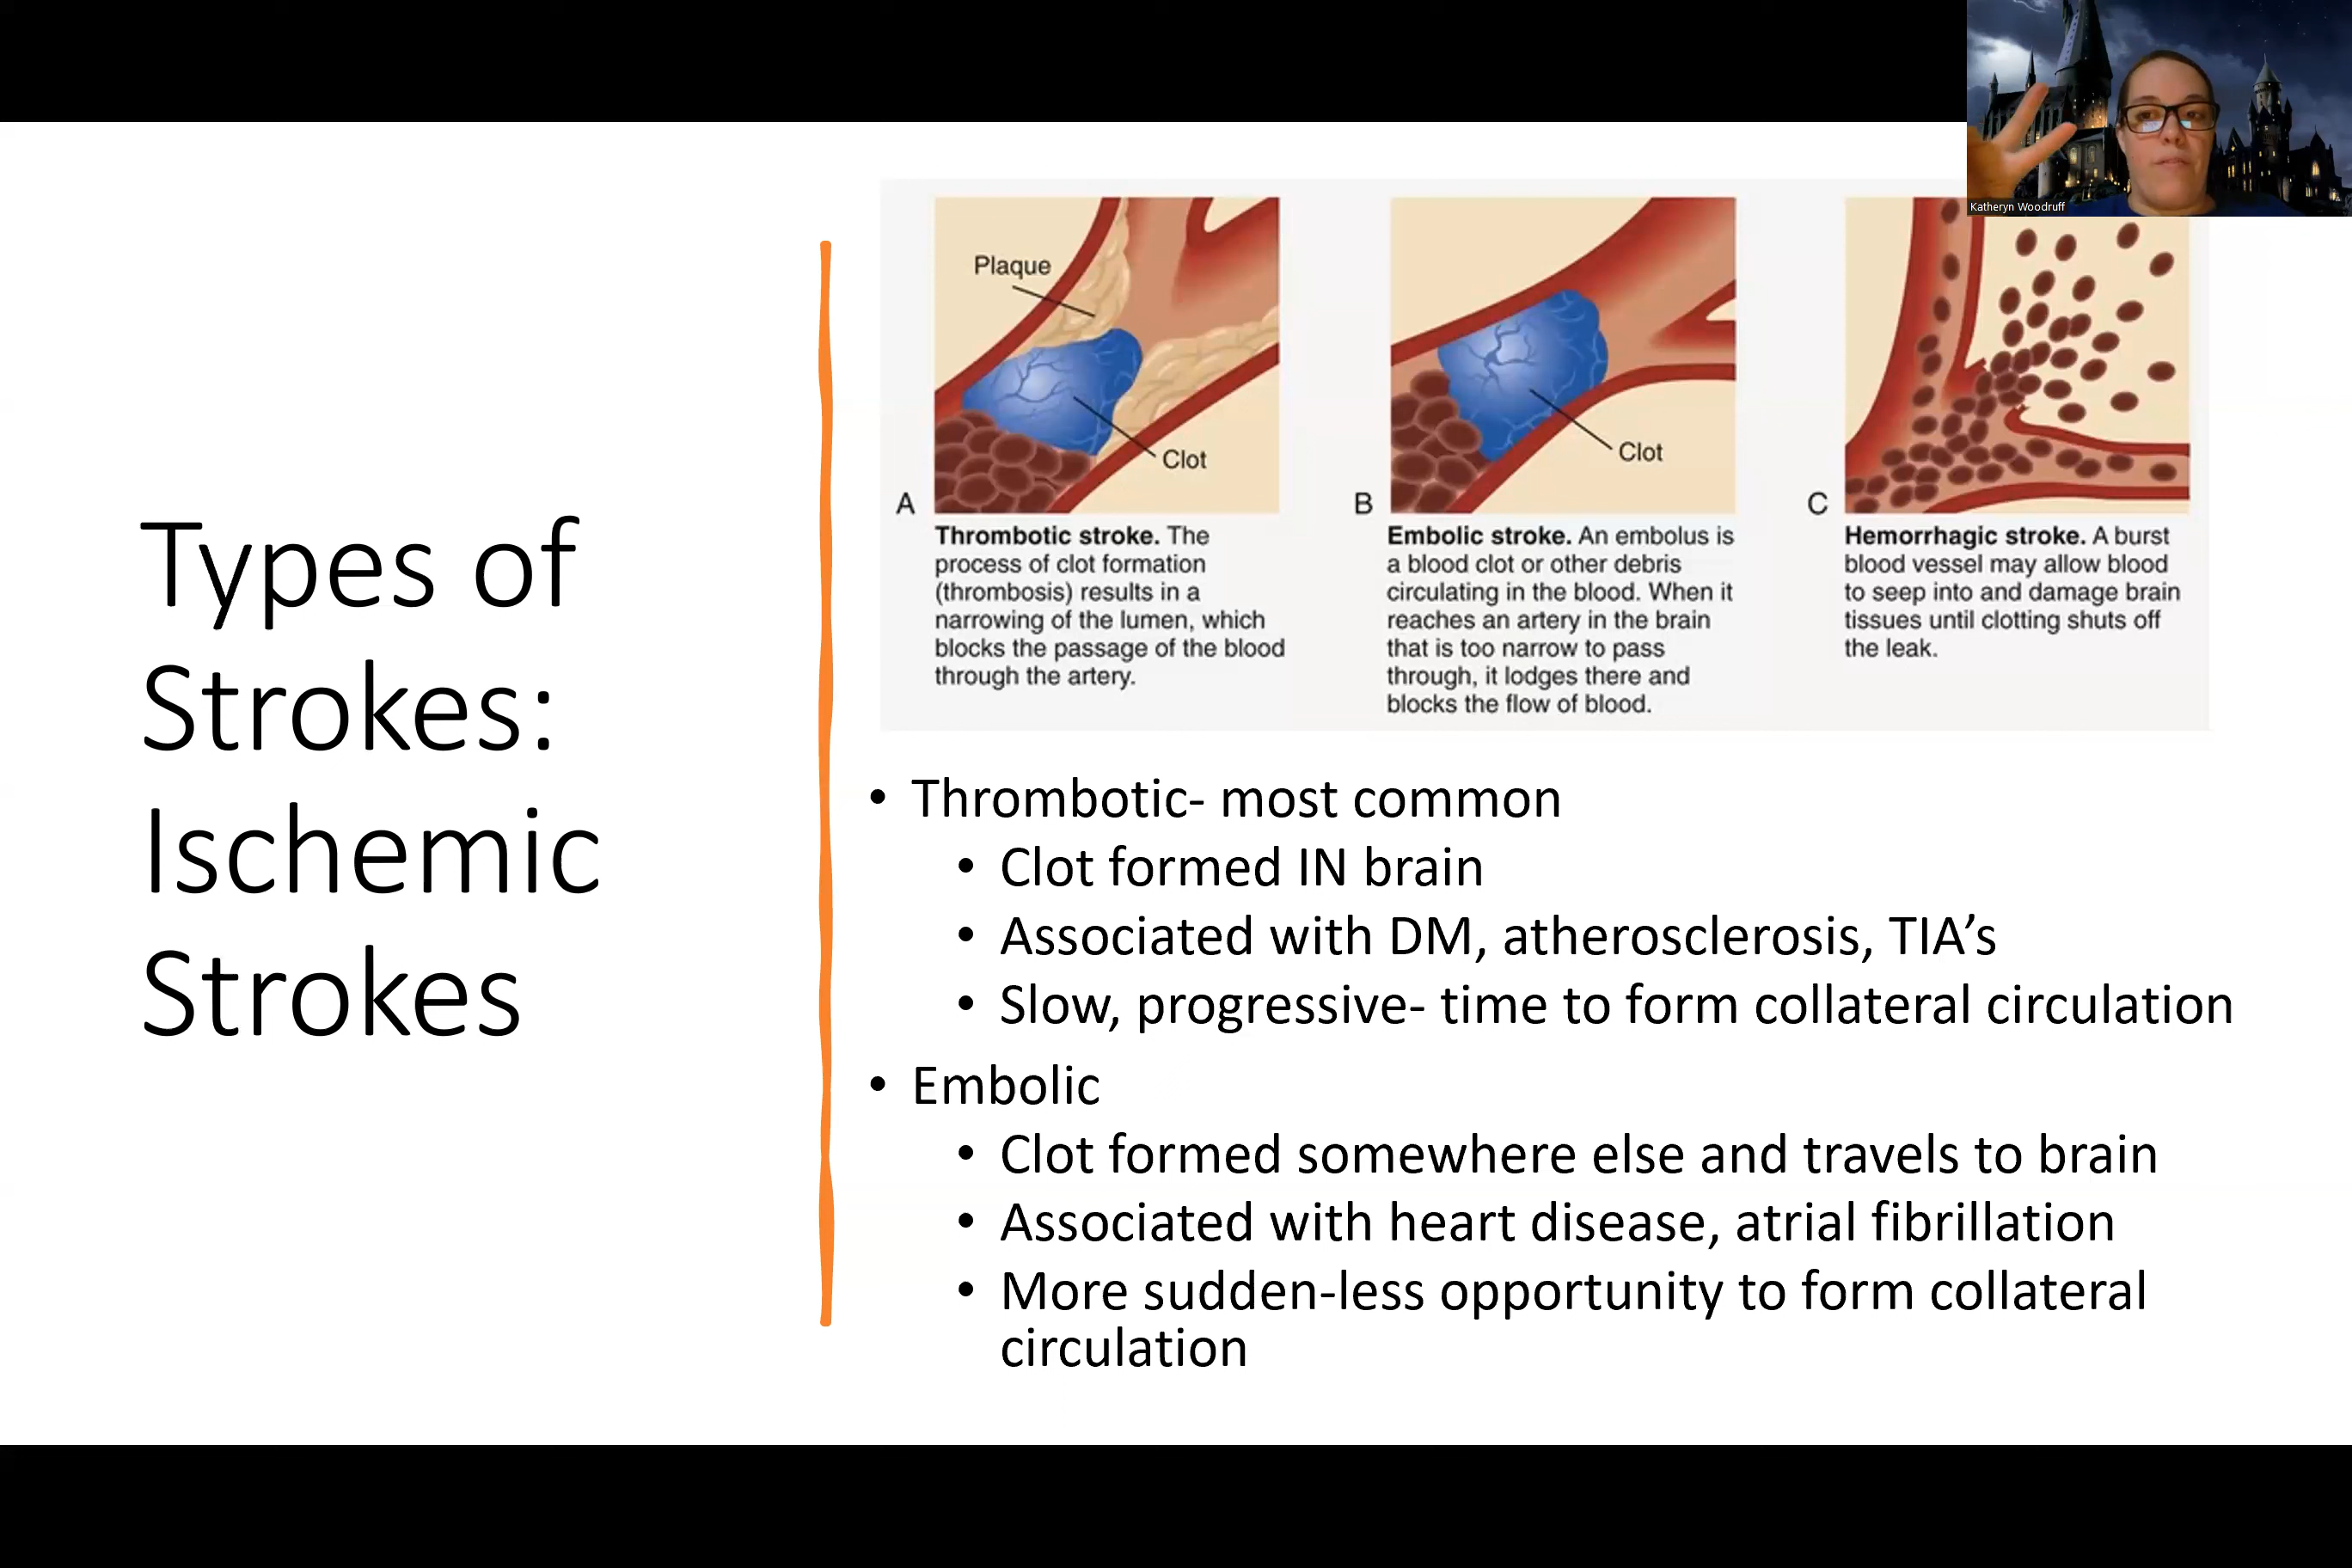 Katheryn Woodruff
Types of
Strokes:
Ischemic
Strokes
Plaque
Clot
A
Thrombotic stroke. The
process of clot formation
(thrombosis) results in a
narrowing of the lumen, which
blocks the passage of the blood
through the artery.
Clot
B
Embolic stroke. An embolus is
a blood clot or other debris
circulating in the blood. When it
reaches an artery in the brain
that is too narrow to pass
through, it lodges there and
blocks the flow of blood.
C
Hemorrhagic stroke. A burst
blood vessel may allow blood
to seep into and damage brain
tissues until clotting shuts off
the leak.
• Thrombotic- most common
• Clot formed IN brain
• Associated with DM, atherosclerosis, TIA’s
• Slow, progressive- time to form collateral circulation
• Embolic
• Clot formed somewhere else and travels to brain
• Associated with heart disease, atrial fibrillation
• More sudden-less opportunity to form collateral
circulation